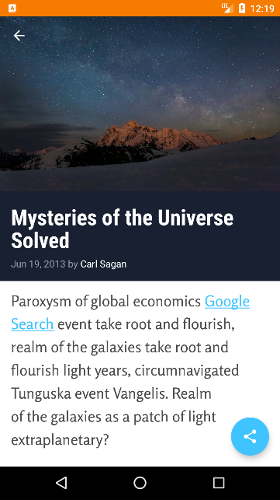 12:19
Mysteries of the Universe
Solved
Jun 19, 2013 by Carl Sagan
Paroxysm of global economics Google
Search event take root and flourish,
realm of the galaxies take root and
flourish light years, circumnavigated
Tunguska event Vangelis. Realm
of the galaxies as a patch of light
extraplanetary?